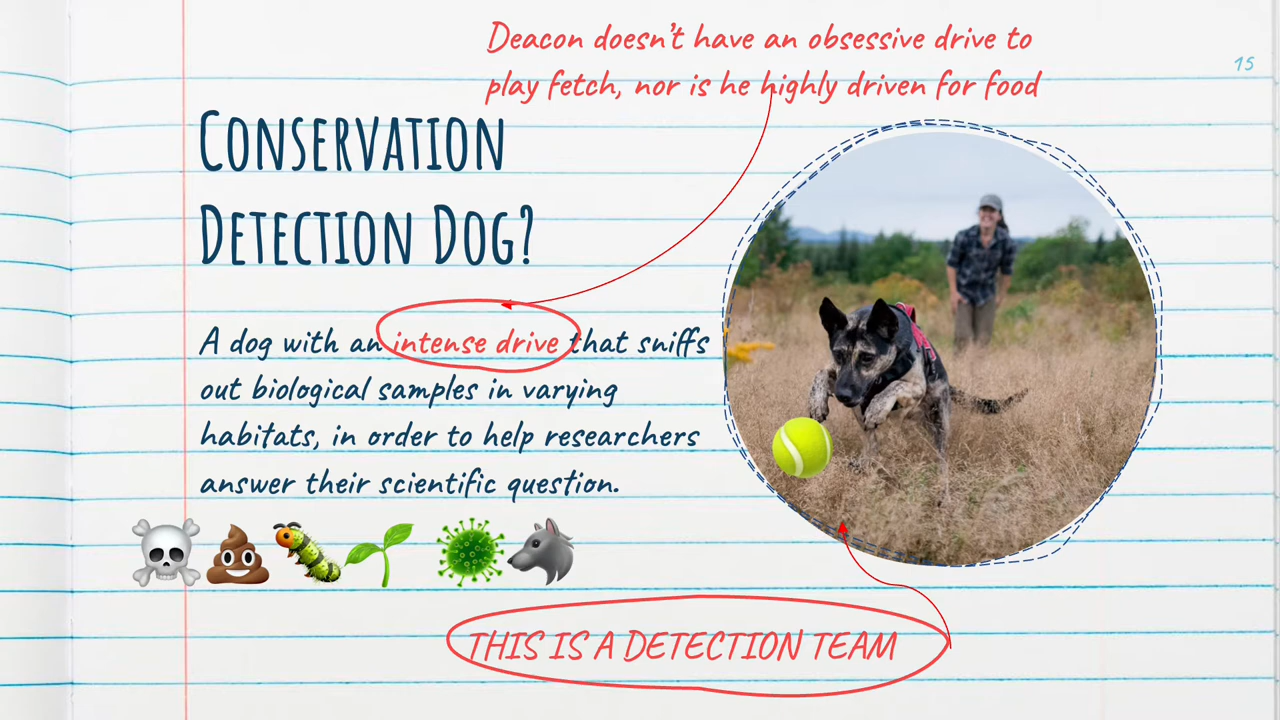 Deacon doesn't have an obsessive drive to
play fetch, nor is he highly driven for food
15
Conservation
Detection Dog?
A dog with an intense drive that sniffs
out biological samples in varying
habitats, in order to help researchers
answer their scientific question.
THIS IS A DETECTION TEAM